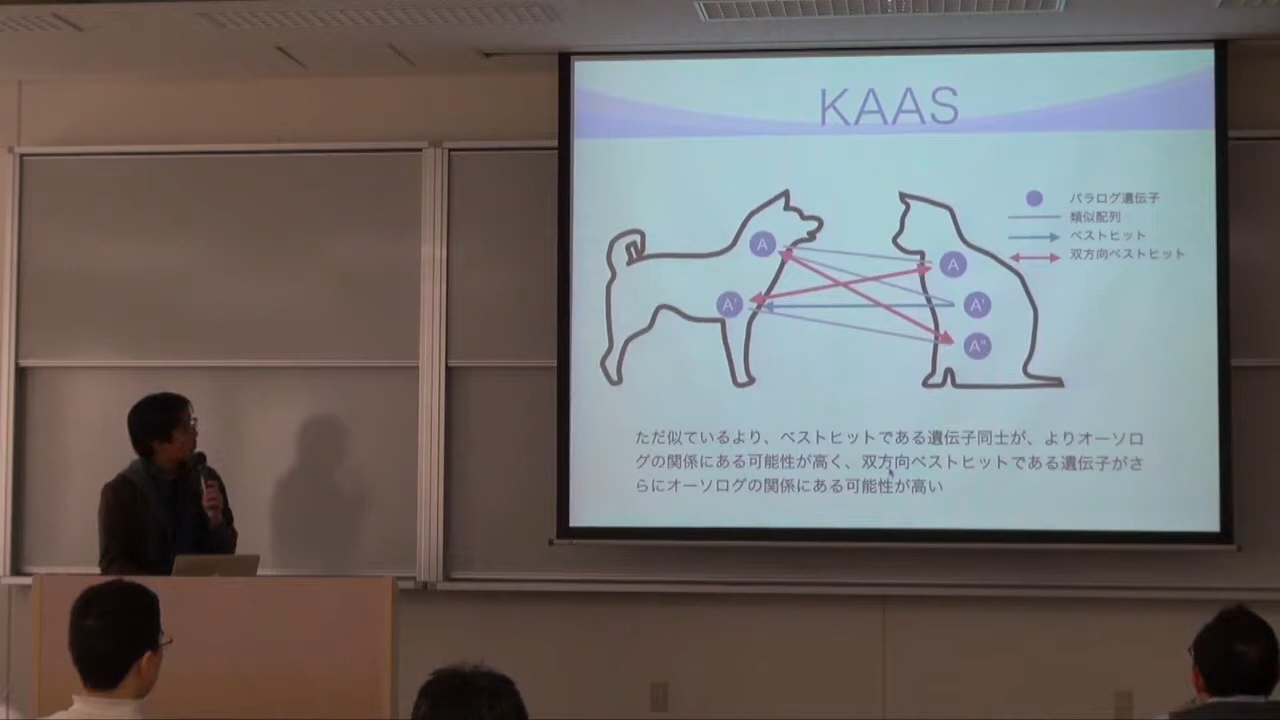 KAAS
パラログ遺伝子
類似配列
ベストヒット
双方向ベストヒット
A
A
A'
A'
A"
ただ似ているより、ベストヒットである遺伝子同士が、よりオーソロ
グの関係にある可能性が高く、双方向ベストヒットである遺伝子がさ
らにオーソログの関係にある可能性が高い